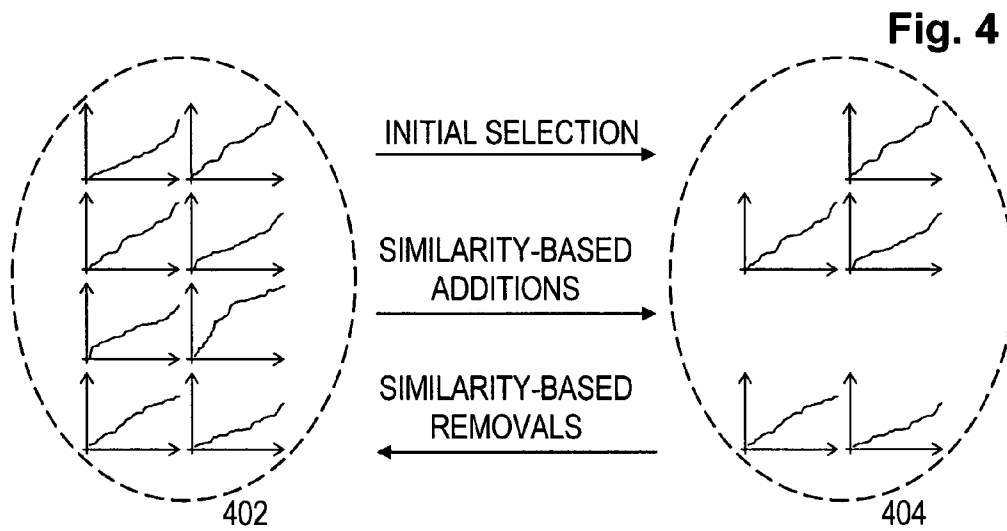 Fig. 4
INITIAL SELECTION
SIMILARITY-BASED
ADDITIONS
SIMILARITY-BASED
REMOVALS
402
404